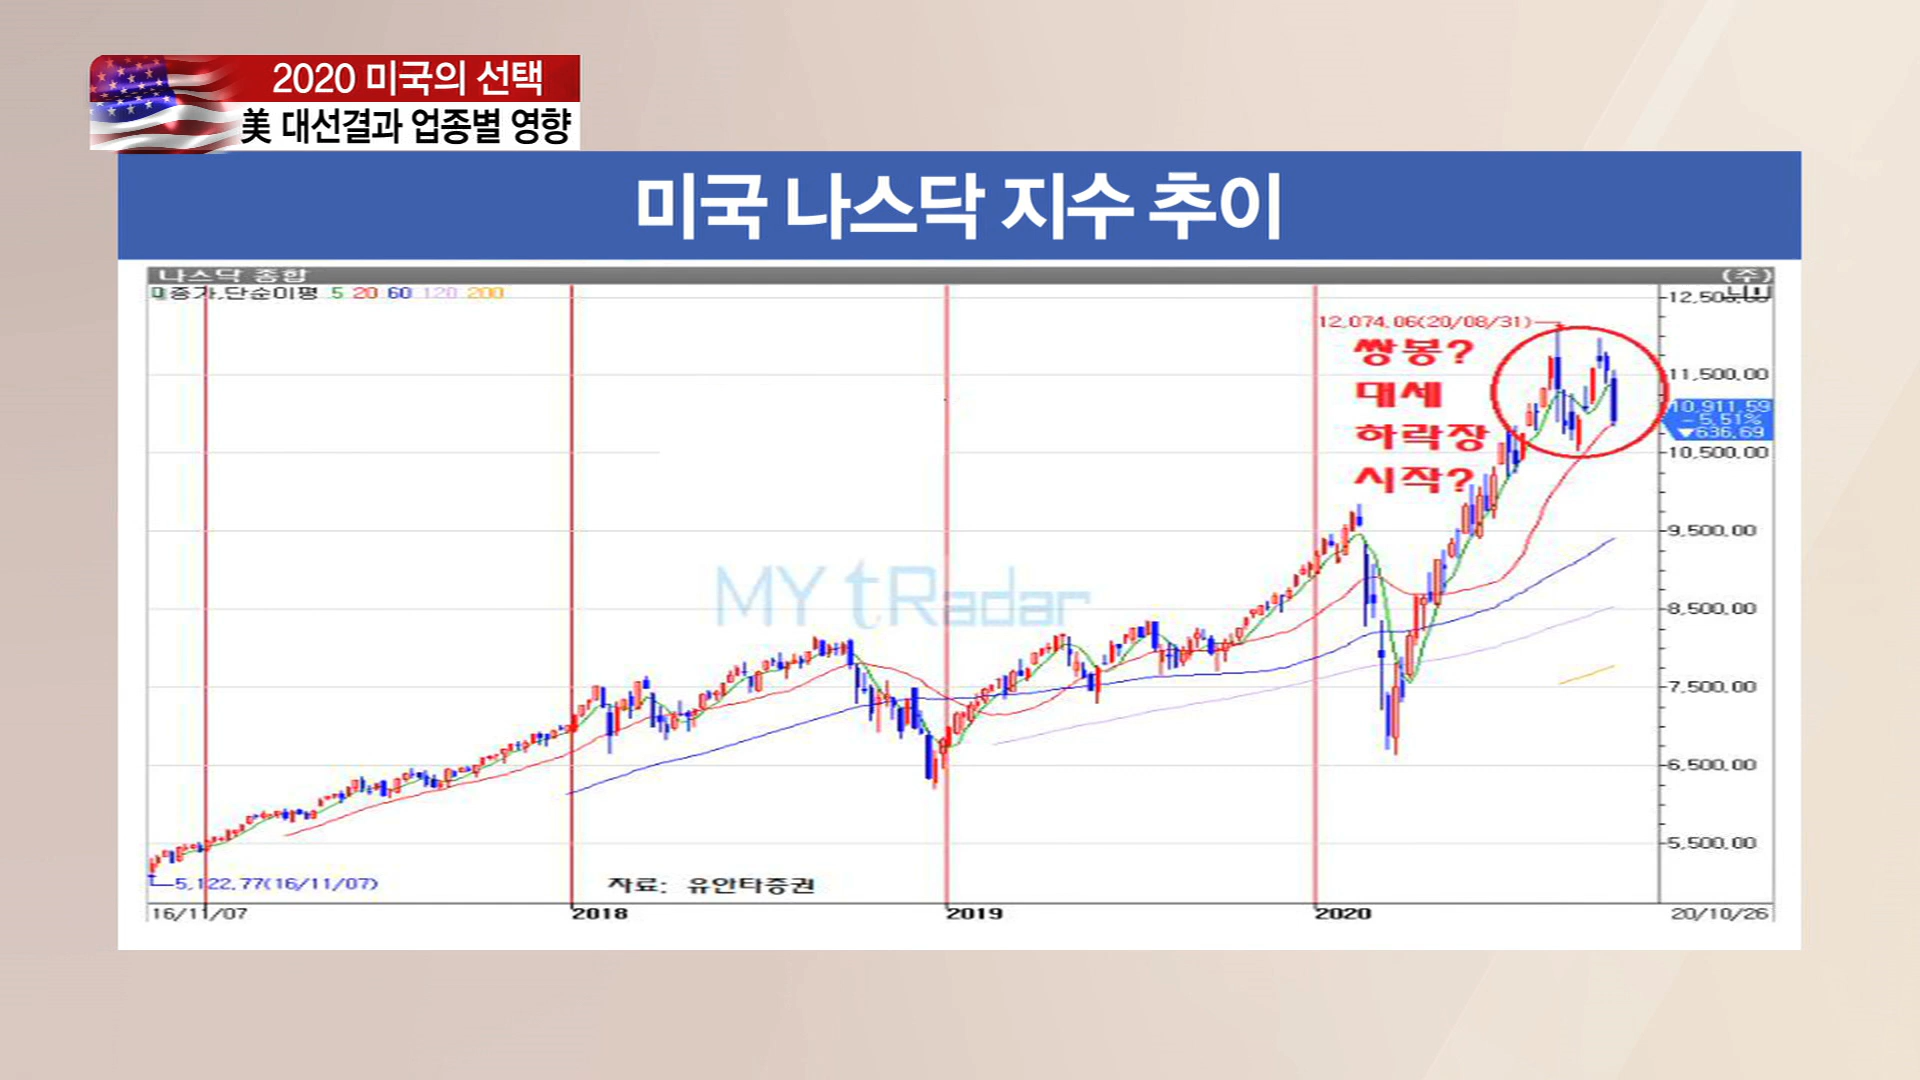 2020 미국의 선택
美 대선결과 업종별 영향
미국 나스닥 지수 추이
나스닥 종합 (주)
종가,단순이평 5 20 60 120 200
12,074.06(20/08/31)
쌍봉?
대세
하락장
시작?
12,500.00
11,500.00
10,911.59
- 5.51%
▼636.69
10,500.00
9,500.00
8,500.00
7,500.00
6,500.00
5,500.00
MY tRadar
5,122.77(16/11/07)
자료: 유안타증권
16/11/07 2018 2019 2020 20/10/26